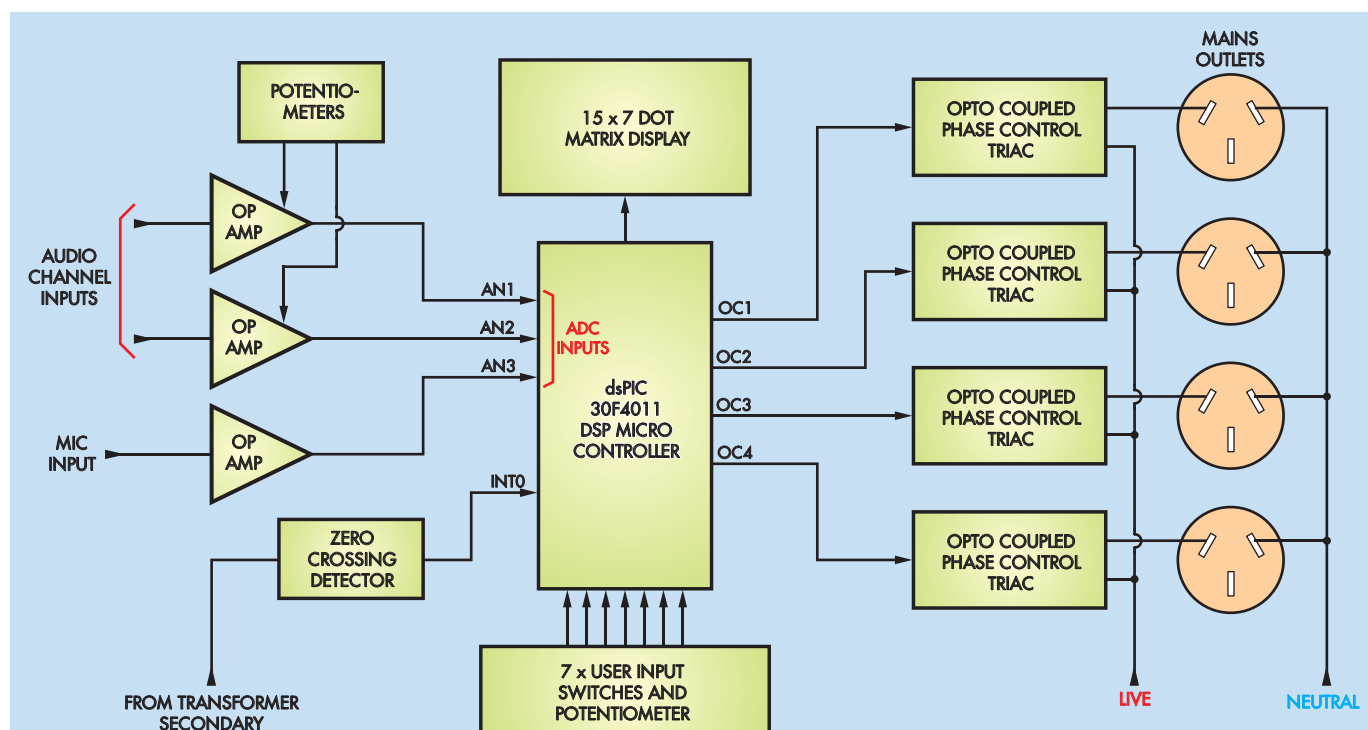 MAINS
OUTLETS
POTENTIO-
METERS
15 x 7 DOT
MATRIX DISPLAY
OPTO COUPLED
PHASE CONTROL
TRIAC
OP
AMP
AUDIO
CHANNEL
INPUTS
OP
AMP
AN1
AN2
AN3
ADC
INPUTS
OC1
OC2
OC3
OC4
OPTO COUPLED
PHASE CONTROL
TRIAC
dsPIC
30F4011
DSP MICRO
CONTROLLER
OPTO COUPLED
PHASE CONTROL
TRIAC
MIC
INPUT
OP
AMP
INT0
ZERO
CROSSING
DETECTOR
OPTO COUPLED
PHASE CONTROL
TRIAC
FROM TRANSFORMER
SECONDARY
7 x USER INPUT
SWITCHES AND
POTENTIOMETER
LIVE
NEUTRAL